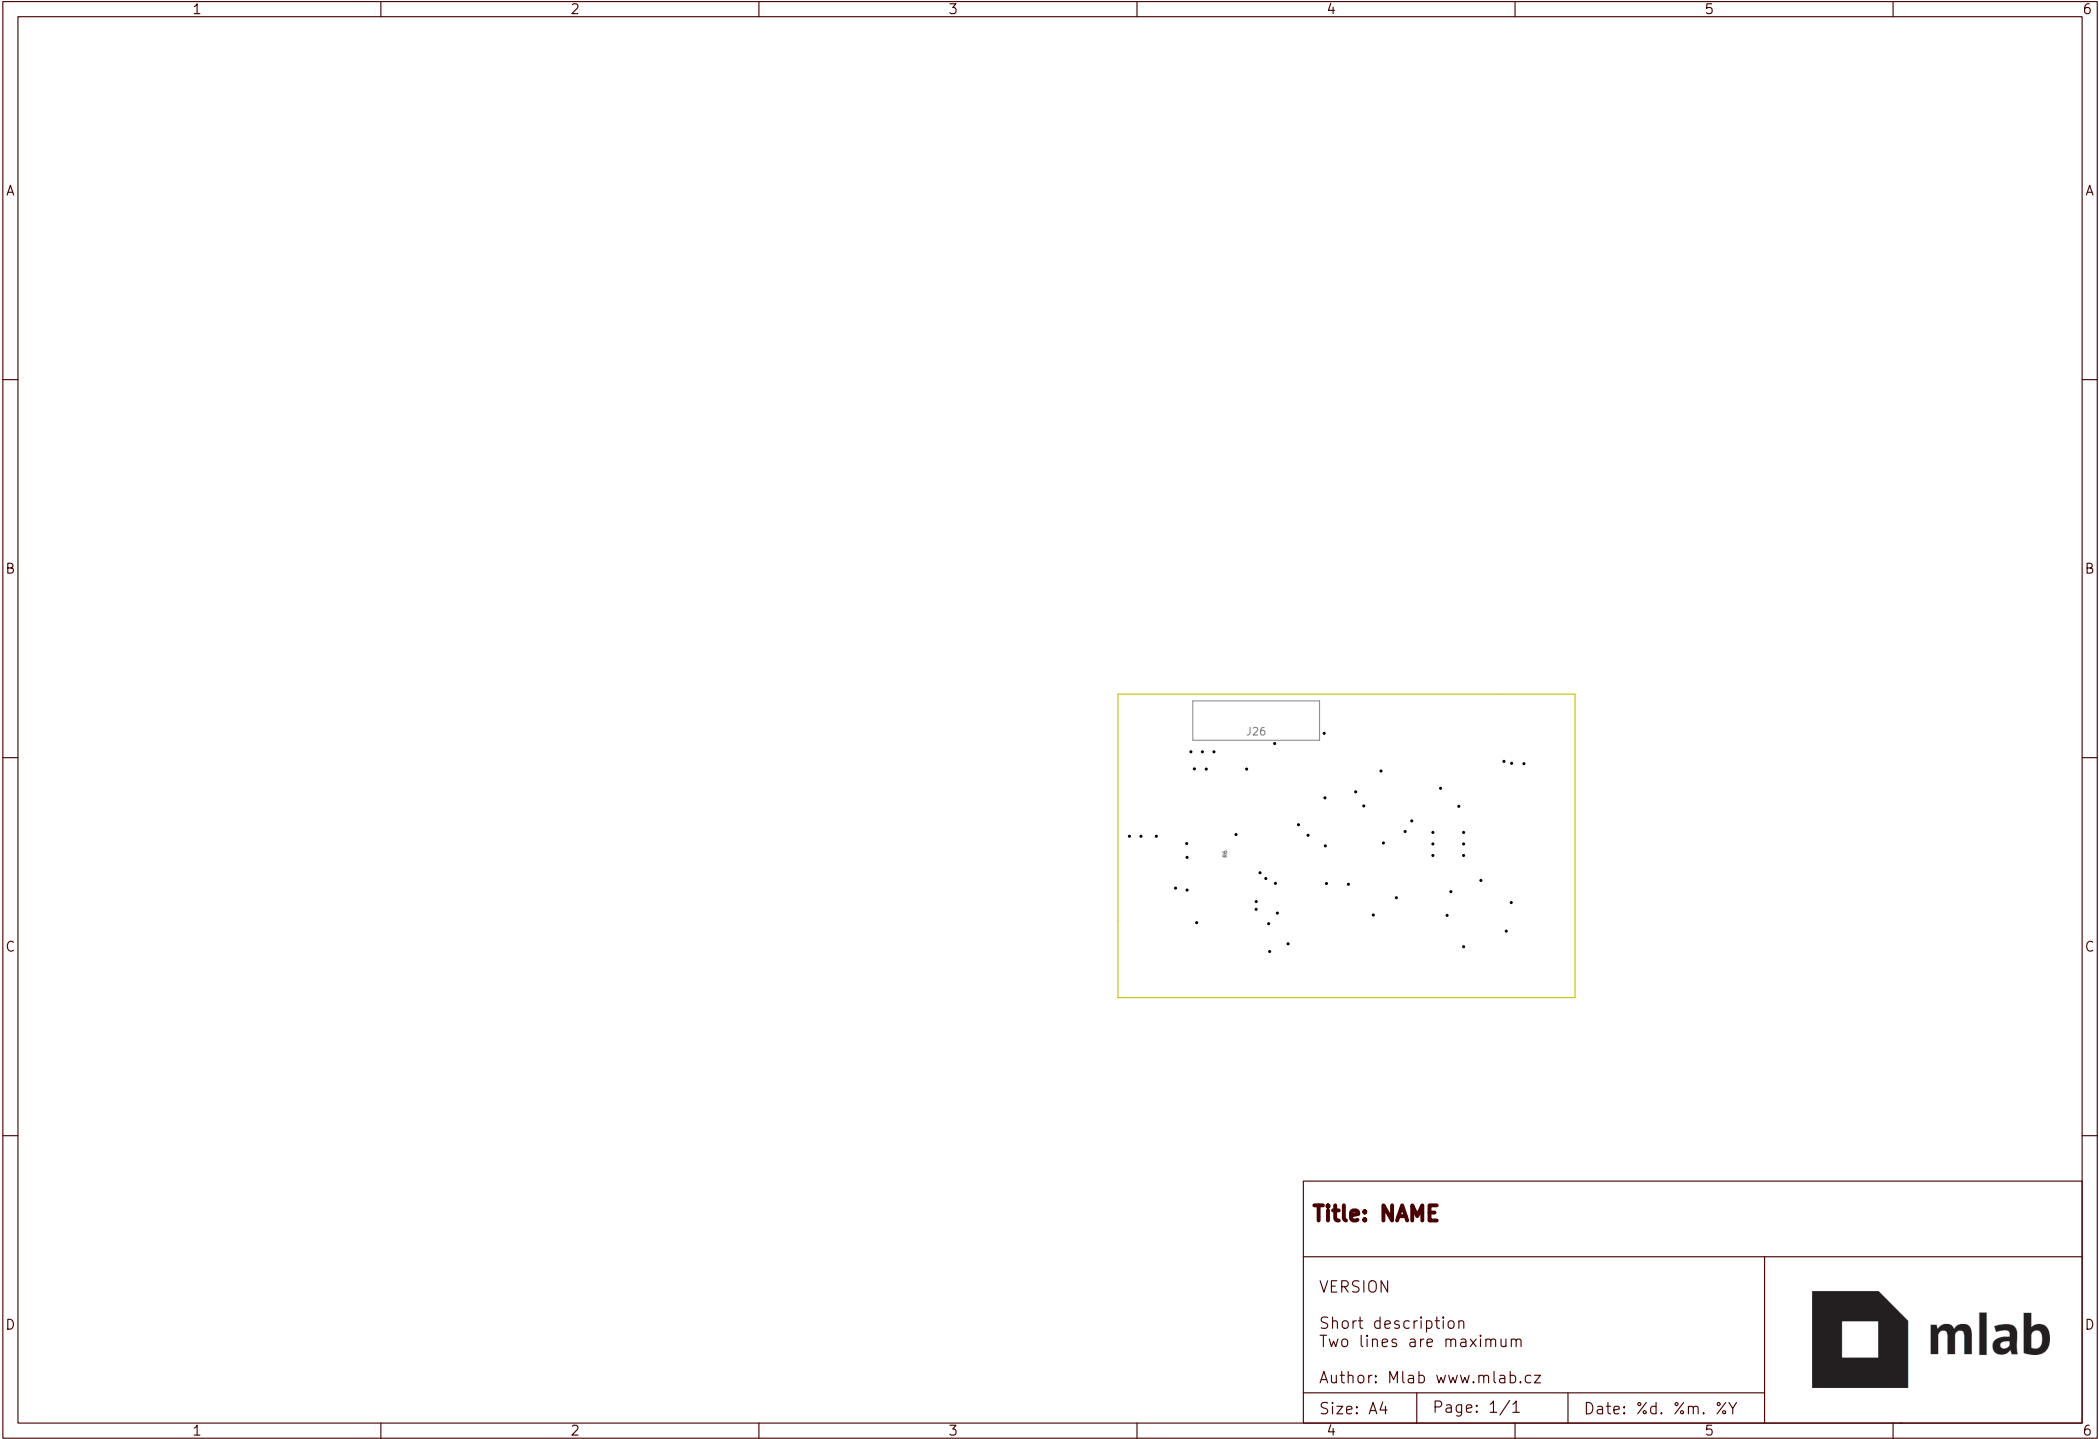 1 2 3 4 5 6
A A
B B
J26
R6
C C
Title: NAME
VERSION
Short description
Two lines are maximum
Author: Mlab www.mlab.cz
Size: A4 Page: 1/1 Date: %d. %m. %Y
mlab
D D
1 2 3 4 5 6